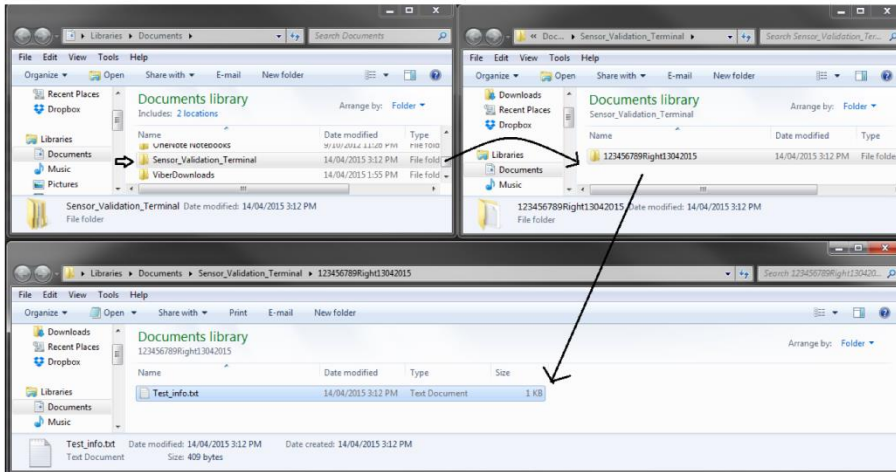 Libraries ▸ Documents ▸
Search Documents
File Edit View Tools Help
Organize ▾ Open Share with ▾ E-mail New folder
Recent Places
Dropbox
Libraries
Documents
Music
Pictures
Documents library
Includes: 2 locations
Arrange by: Folder ▾
Name Date modified Type
OneNote Notebooks 9/10/2012 11:28 PM File fold
Sensor_Validation_Terminal 14/04/2015 3:12 PM File fold
ViberDownloads 14/04/2015 1:55 PM File fold
Sensor_Validation_Terminal Date modified: 14/04/2015 3:12 PM
File folder
« Doc... ▸ Sensor_Validation_Terminal ▸
Search Sensor_Validation_Ter...
File Edit View Tools Help
Organize ▾ Open Share with ▾ E-mail New folder
Downloads
Recent Places
Dropbox
Libraries
Documents
Music
Documents library
Sensor_Validation_Terminal
Arrange by: Folder ▾
Name Date modified Type
123456789Right13042015 14/04/2015 3:12 PM File fold
123456789Right13042015 Date modified: 14/04/2015 3:12 PM
File folder
Libraries ▸ Documents ▸ Sensor_Validation_Terminal ▸ 123456789Right13042015
Search 123456789Right130420...
File Edit View Tools Help
Organize ▾ Open ▾ Share with ▾ Print E-mail New folder
Downloads
Recent Places
Dropbox
Libraries
Documents
Music
Documents library
123456789Right13042015
Arrange by: Folder ▾
Name Date modified Type Size
Test_info.txt 14/04/2015 3:12 PM Text Document 1 KB
Test_info.txt Date modified: 14/04/2015 3:12 PM Date created: 14/04/2015 3:12 PM
Text Document Size: 409 bytes